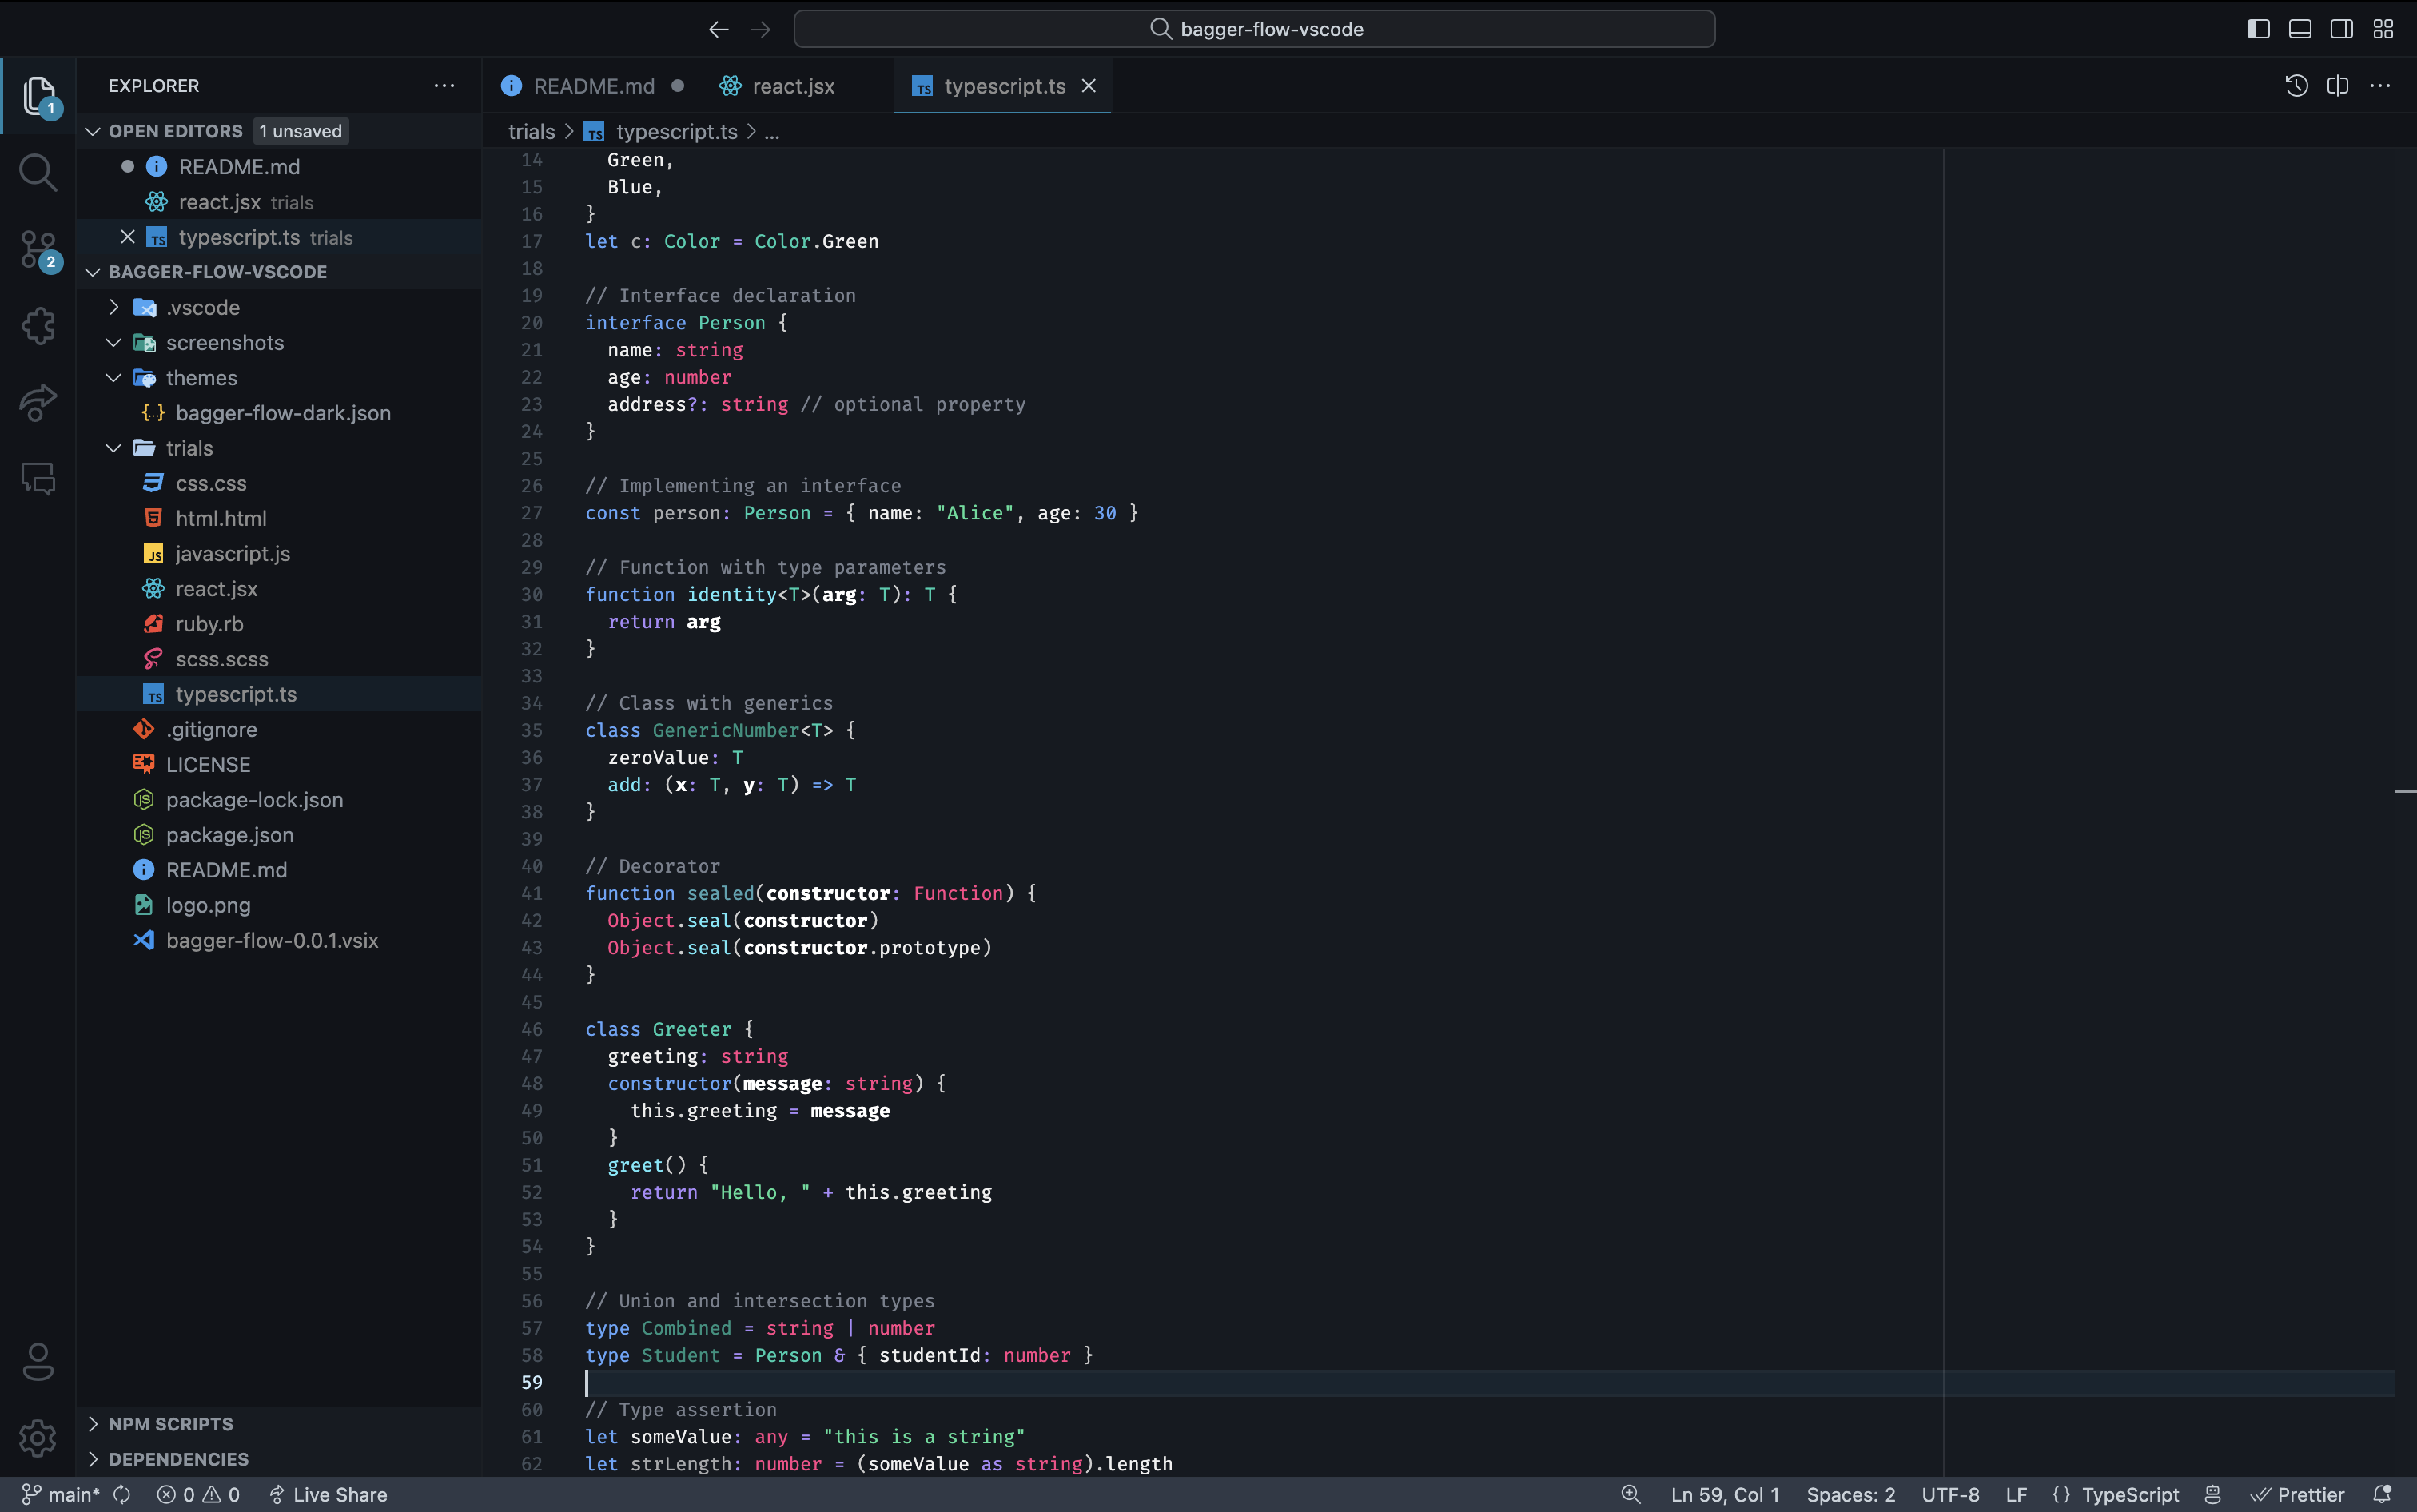 bagger-flow-vscode
1
2
EXPLORER
OPEN EDITORS 1 unsaved
README.md
react.jsx trials
typescript.ts trials
BAGGER-FLOW-VSCODE
.vscode
screenshots
themes
{..} bagger-flow-dark.json
trials
css.css
html.html
JS javascript.js
react.jsx
ruby.rb
scss.scss
TS typescript.ts
.gitignore
LICENSE
package-lock.json
package.json
README.md
logo.png
bagger-flow-0.0.1.vsix
NPM SCRIPTS
DEPENDENCIES
README.md react.jsx TS typescript.ts
trials > TS typescript.ts > ...
14 Green,
15 Blue,
16 }
17 let c: Color = Color.Green
18
19 // Interface declaration
20 interface Person {
21 name: string
22 age: number
23 address?: string // optional property
24 }
25
26 // Implementing an interface
27 const person: Person = { name: "Alice", age: 30 }
28
29 // Function with type parameters
30 function identity<T>(arg: T): T {
31 return arg
32 }
33
34 // Class with generics
35 class GenericNumber<T> {
36 zeroValue: T
37 add: (x: T, y: T) => T
38 }
39
40 // Decorator
41 function sealed(constructor: Function) {
42 Object.seal(constructor)
43 Object.seal(constructor.prototype)
44 }
45
46 class Greeter {
47 greeting: string
48 constructor(message: string) {
49 this.greeting = message
50 }
51 greet() {
52 return "Hello, " + this.greeting
53 }
54 }
55
56 // Union and intersection types
57 type Combined = string | number
58 type Student = Person & { studentId: number }
59
60 // Type assertion
61 let someValue: any = "this is a string"
62 let strLength: number = (someValue as string).length
main* 0 0 Live Share Ln 59, Col 1 Spaces: 2 UTF-8 LF {} TypeScript Prettier